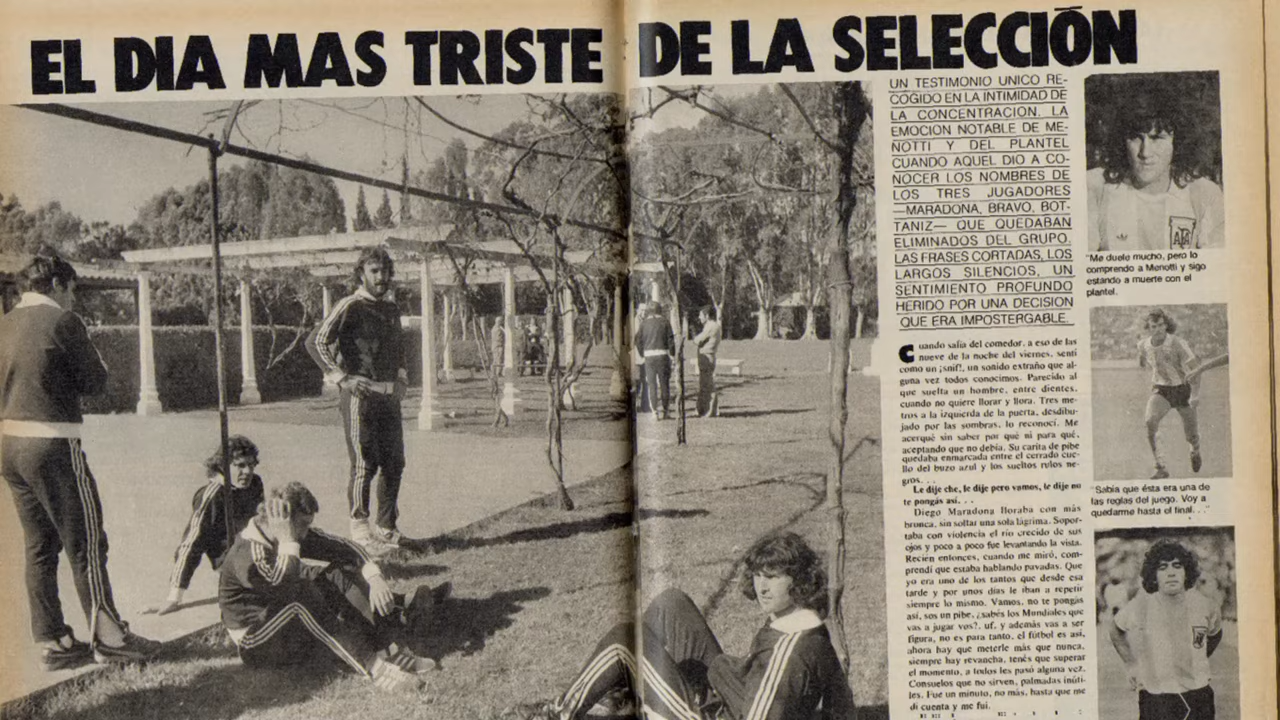 EL DIA MAS TRISTE DE LA SELECCIÓN
UN TESTIMONIO UNICO RE-
COGIDO EN LA INTIMIDAD DE
LA CONCENTRACION. LA
EMOCION NOTABLE DE ME-
NOTTI Y DEL PLANTEL
CUANDO AQUEL DIO A CO-
NOCER LOS NOMBRES DE
LOS TRES JUGADORES
—MARADONA, BRAVO, BOT-
TANIZ— QUE QUEDABAN
ELIMINADOS DEL GRUPO.
LAS FRASES CORTADAS, LOS
LARGOS SILENCIOS, UN
SENTIMIENTO PROFUNDO
HERIDO POR UNA DECISION
QUE ERA IMPOSTERGABLE.
Cuando salía del comedor, a eso de las
nueve de la noche del viernes, sentí
como un ¡snif!, un sonido extraño que al-
guna vez todos conocimos. Parecido al
que suelta un hombre, entre dientes,
cuando no quiere llorar y llora. Tres me-
tros a la izquierda de la puerta, desdibu-
jado por las sombras, lo reconocí. Me
acerqué sin saber por qué ni para qué,
aceptando que no debía. Su carita de pibe
quedaba enmarcada entre el cerrado cue-
llo del buzo azul y los sueltos rulos ne-
gros. . .
Le dije che, le dije pero vamos, le dije no
te pongás así. . .
Diego Maradona lloraba con más
bronca, sin soltar una sola lágrima. Sopor-
taba con violencia el río crecido de sus
ojos y poco a poco fue levantando la vista.
Recién entonces, cuando me miró, com-
prendí que estaba hablando pavadas. Que
yo era uno de los tantos que desde esa
tarde y por unos días le iban a repetir
siempre lo mismo. Vamos, no te pongás
así, sos un pibe, ¿sabés los Mundiales que
vas a jugar vos?, uf, y además vas a ser
figura, no es para tanto, el fútbol es así,
ahora hay que meterle más que nunca,
siempre hay revancha, tenés que superar
el momento, a todos les pasó alguna vez.
Consuelos que no sirven, palmadas inúti-
les. Fue un minuto, no más, hasta que me
di cuenta y me fui.
AFA
"Me duele mucho, pero lo
comprendo a Menotti y sigo
estando a muerte con el
plantel.
"Sabía que ésta era una de
las reglas del juego. Voy a
quedarme hasta el final. . ."